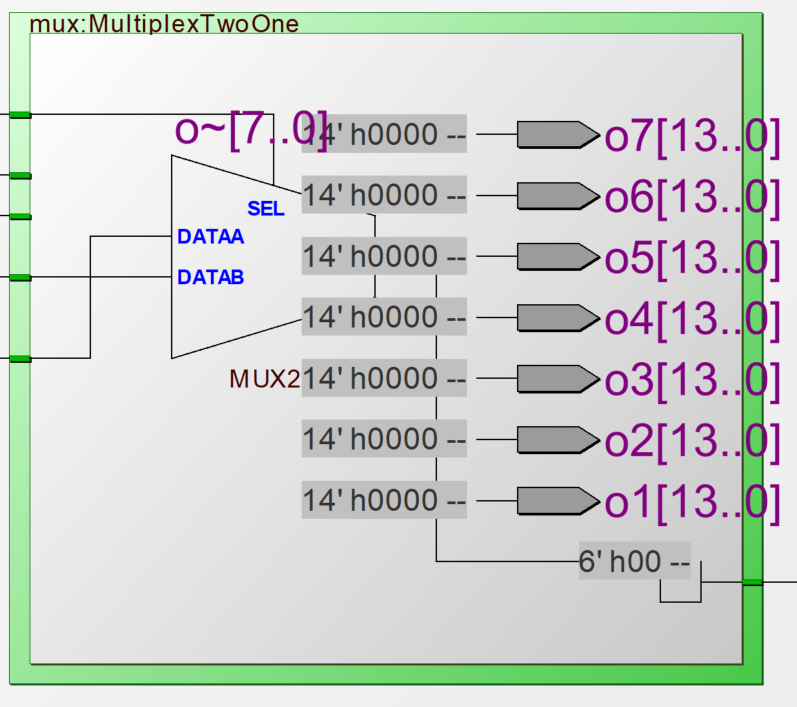 mux:MultiplexTwoOne
o~[7..0]
14' h0000 --
o7[13..0]
14' h0000 --
o6[13..0]
SEL
DATAA
14' h0000 --
o5[13..0]
DATAB
14' h0000 --
o4[13..0]
MUX2
14' h0000 --
o3[13..0]
14' h0000 --
o2[13..0]
14' h0000 --
o1[13..0]
6' h00 --